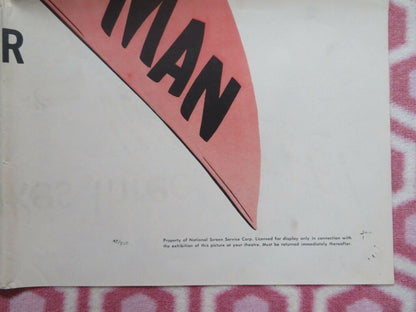 MAN
MAN
R
Property of National Screen Service Corp. Licensed for display only in connection with
the exhibition of this picture at your theatre. Must be returned immediately thereafter.